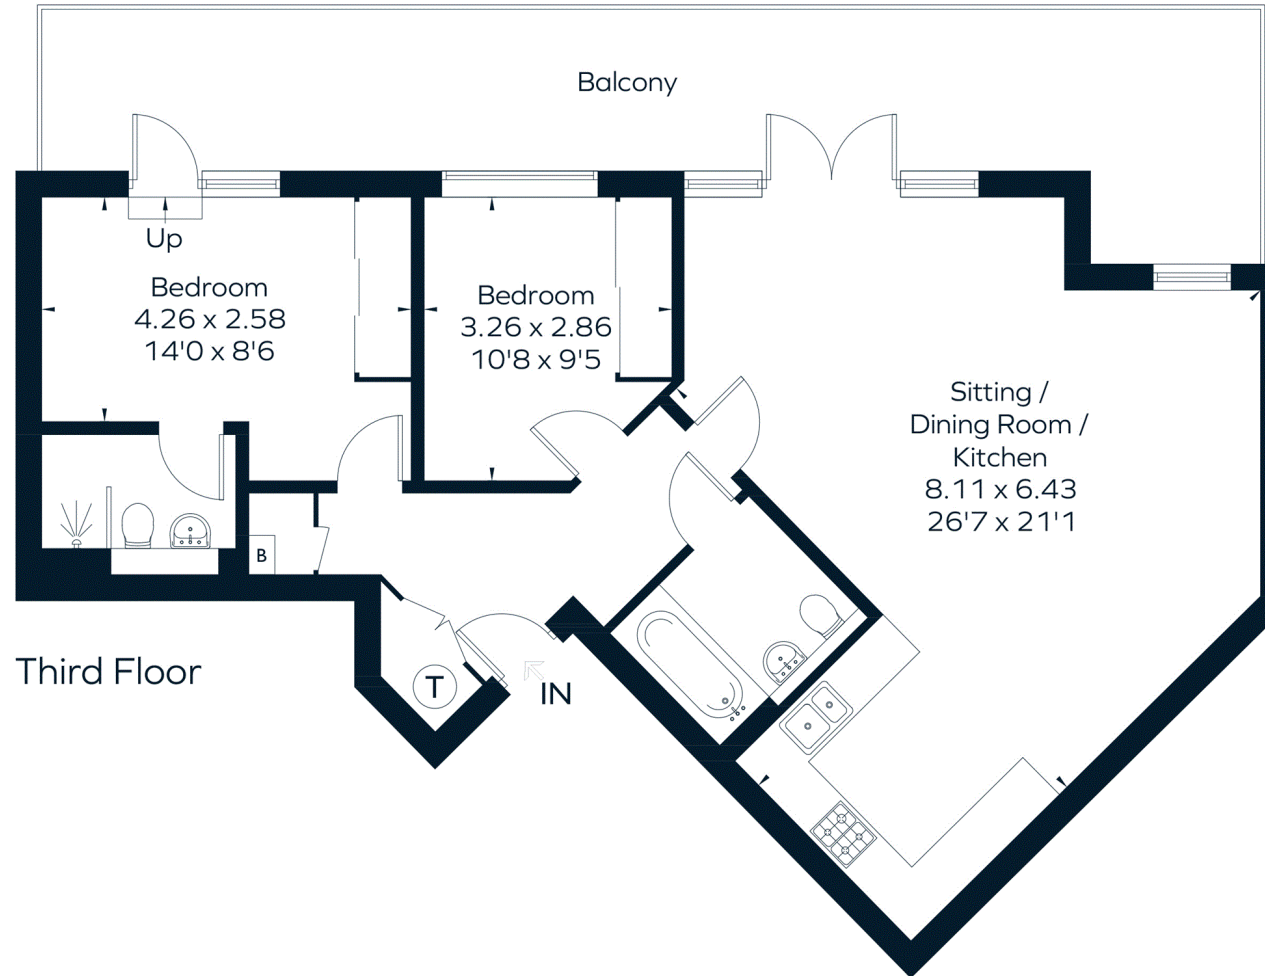 Balcony
Up
Bedroom
4.26 x 2.58
14'0 x 8'6
Bedroom
3.26 x 2.86
10'8 x 9'5
Sitting /
Dining Room /
Kitchen
8.11 x 6.43
26'7 x 21'1
B
Third Floor
T
IN